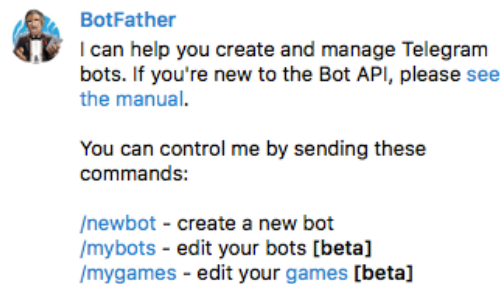 BotFather
I can help you create and manage Telegram
bots. If you're new to the Bot API, please see
the manual.
You can control me by sending these
commands:
/newbot - create a new bot
/mybots - edit your bots [beta]
/mygames - edit your games [beta]